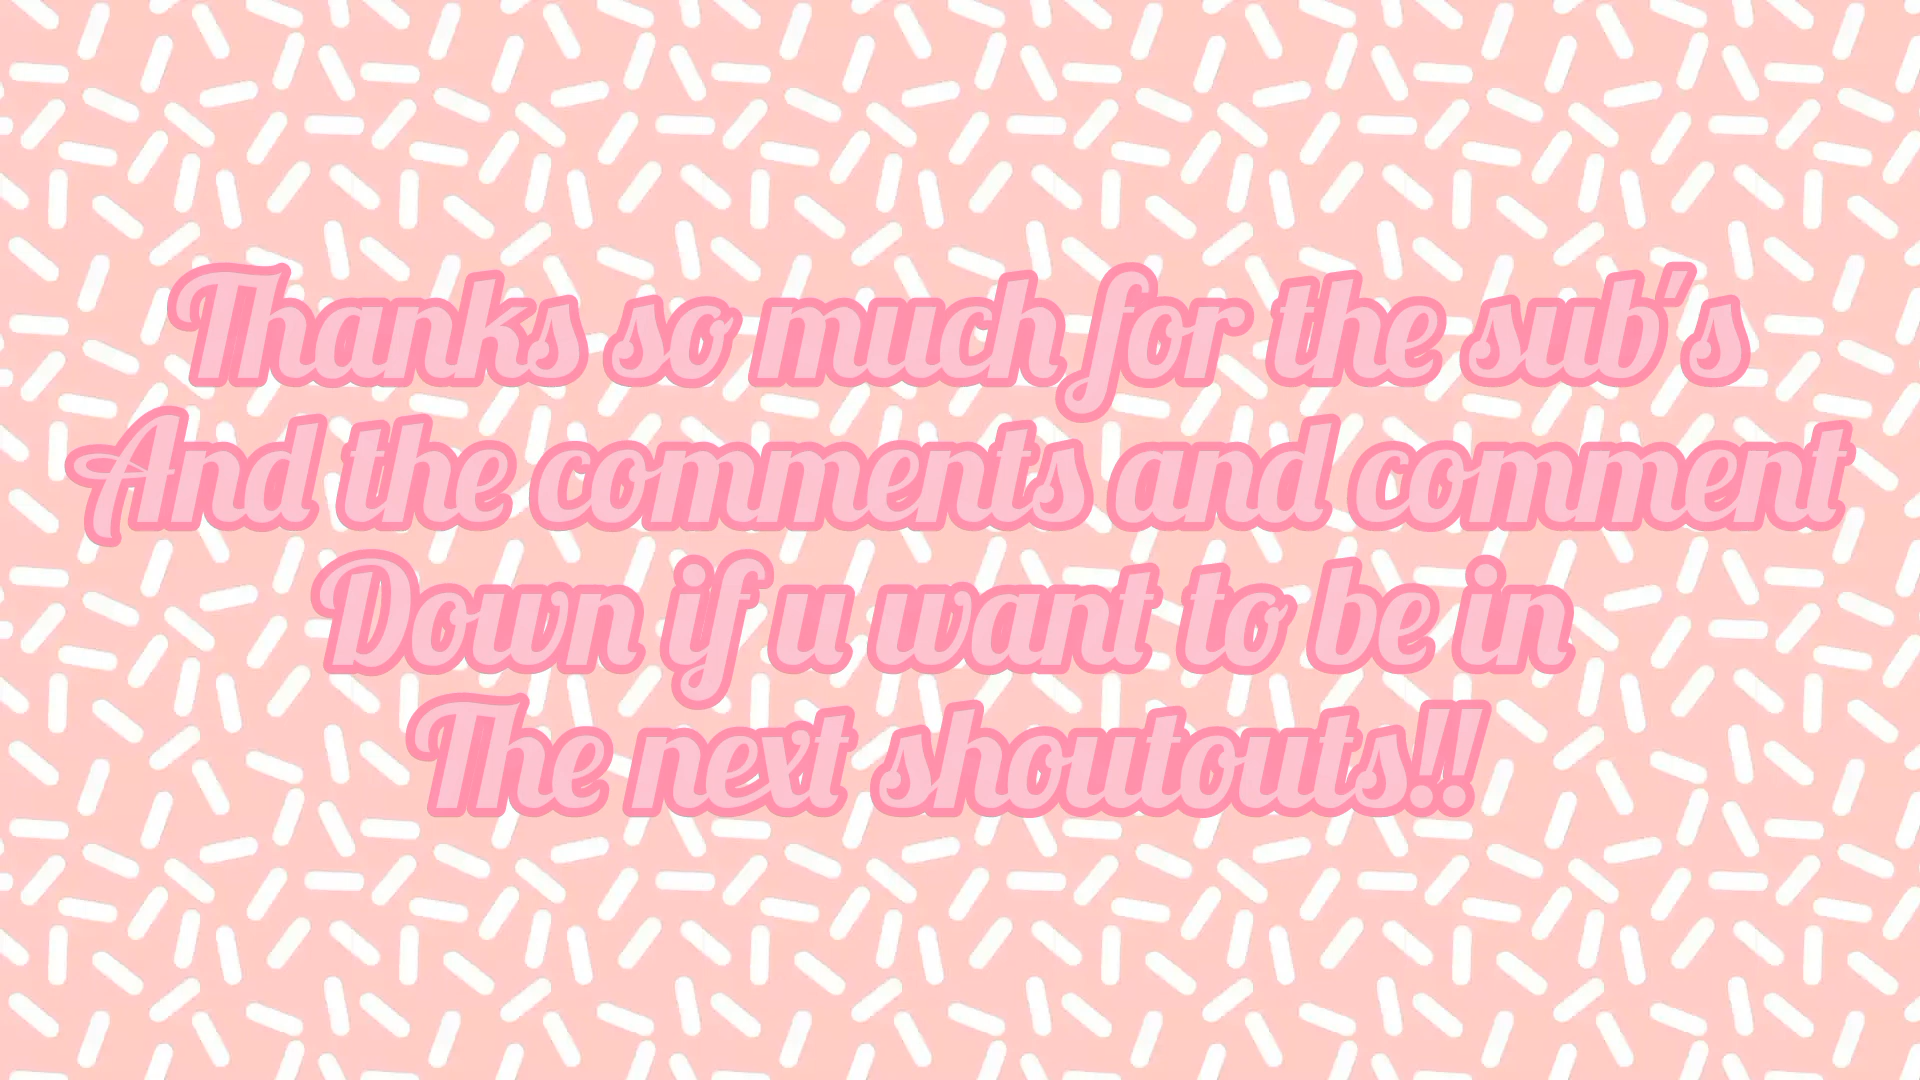 Thanks so much for the sub's
And the comments and comment
Down if u want to be in
The next shoutouts!!